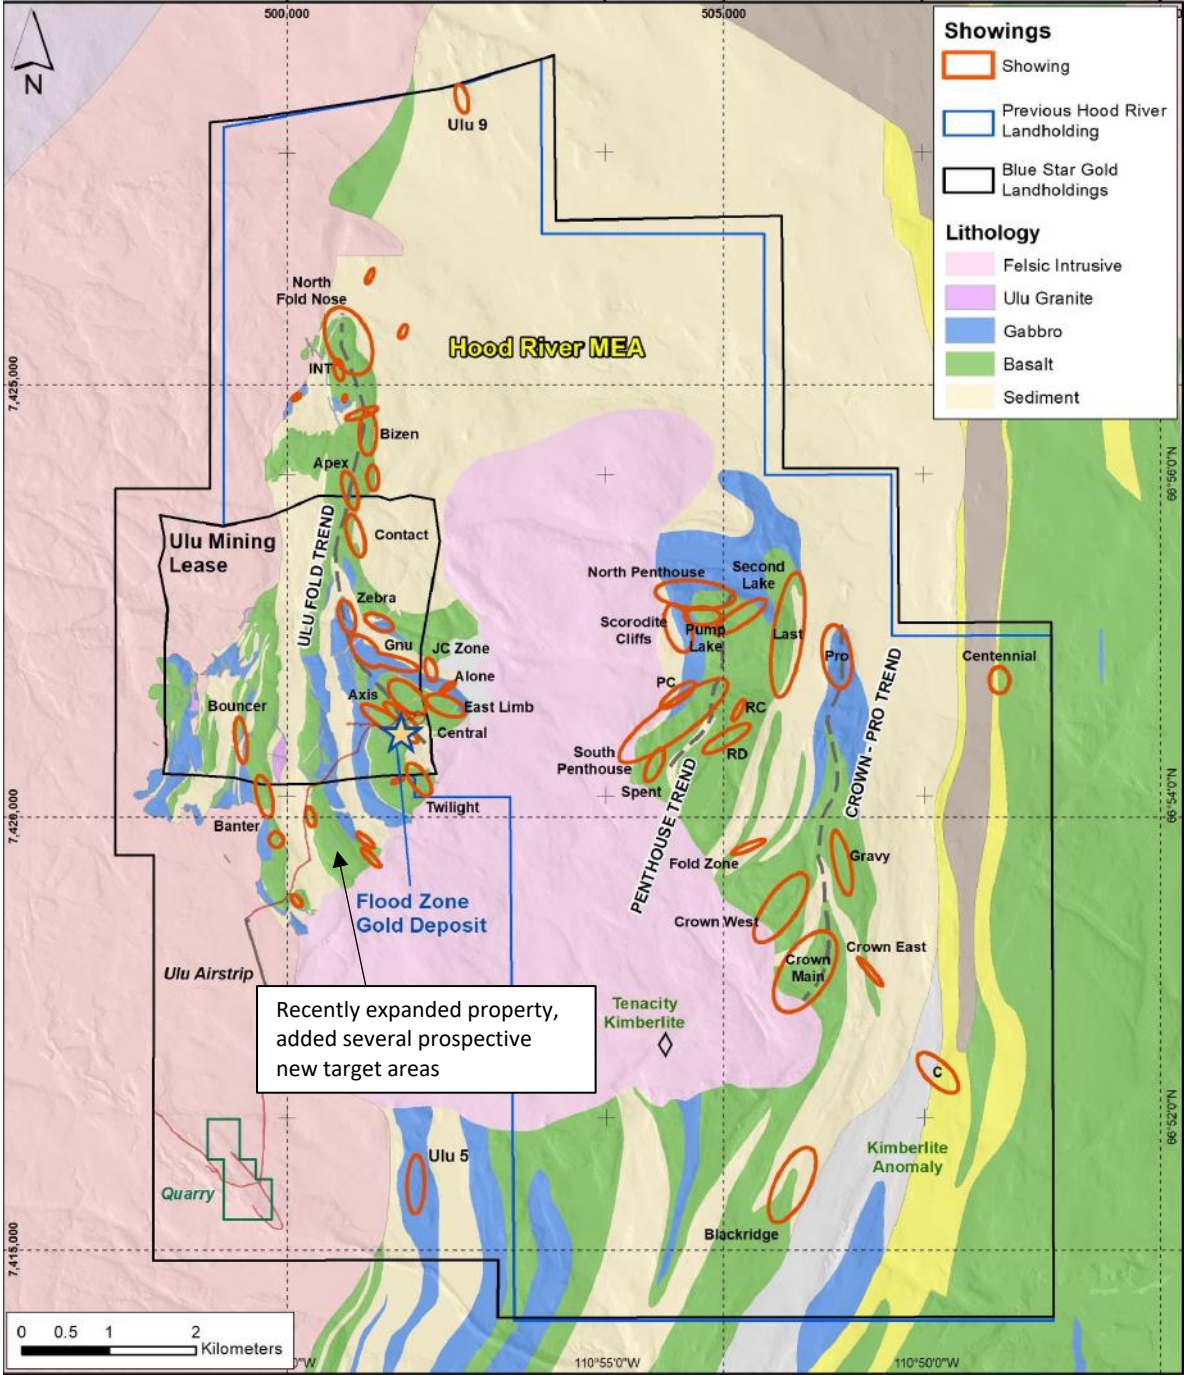 500,000
505,000
N
Showings
Showing
Previous Hood River
Landholding
Blue Star Gold
Landholdings
Lithology
Felsic Intrusive
Ulu Granite
Gabbro
Basalt
Sediment
Ulu 9
North
Fold Nose
Hood River MEA
INT
7,425,000
Bizen
Apex
66°56'0"N
Ulu Mining
Lease
Contact
ULU FOLD TREND
Zebra
Gnu
JC Zone
Alone
Axis
East Limb
Bouncer
Central
Twilight
Banter
North Penthouse
Second
Lake
Scorodite
Cliffs
Pump
Lake
Last
Pro
Centennial
PC
RC
RD
South
Penthouse
Spent
PENTHOUSE TREND
CROWN - PRO TREND
66°54'0"N
7,420,000
Fold Zone
Gravy
Flood Zone
Gold Deposit
Crown West
Crown East
Crown
Main
Ulu Airstrip
Recently expanded property,
added several prospective
new target areas
Tenacity
Kimberlite
C
66°52'0"N
Kimberlite
Anomaly
Ulu 5
Quarry
Blackridge
7,415,000
0 0.5 1 2
Kilometers
0"W
110°55'0"W
110°50'0"W